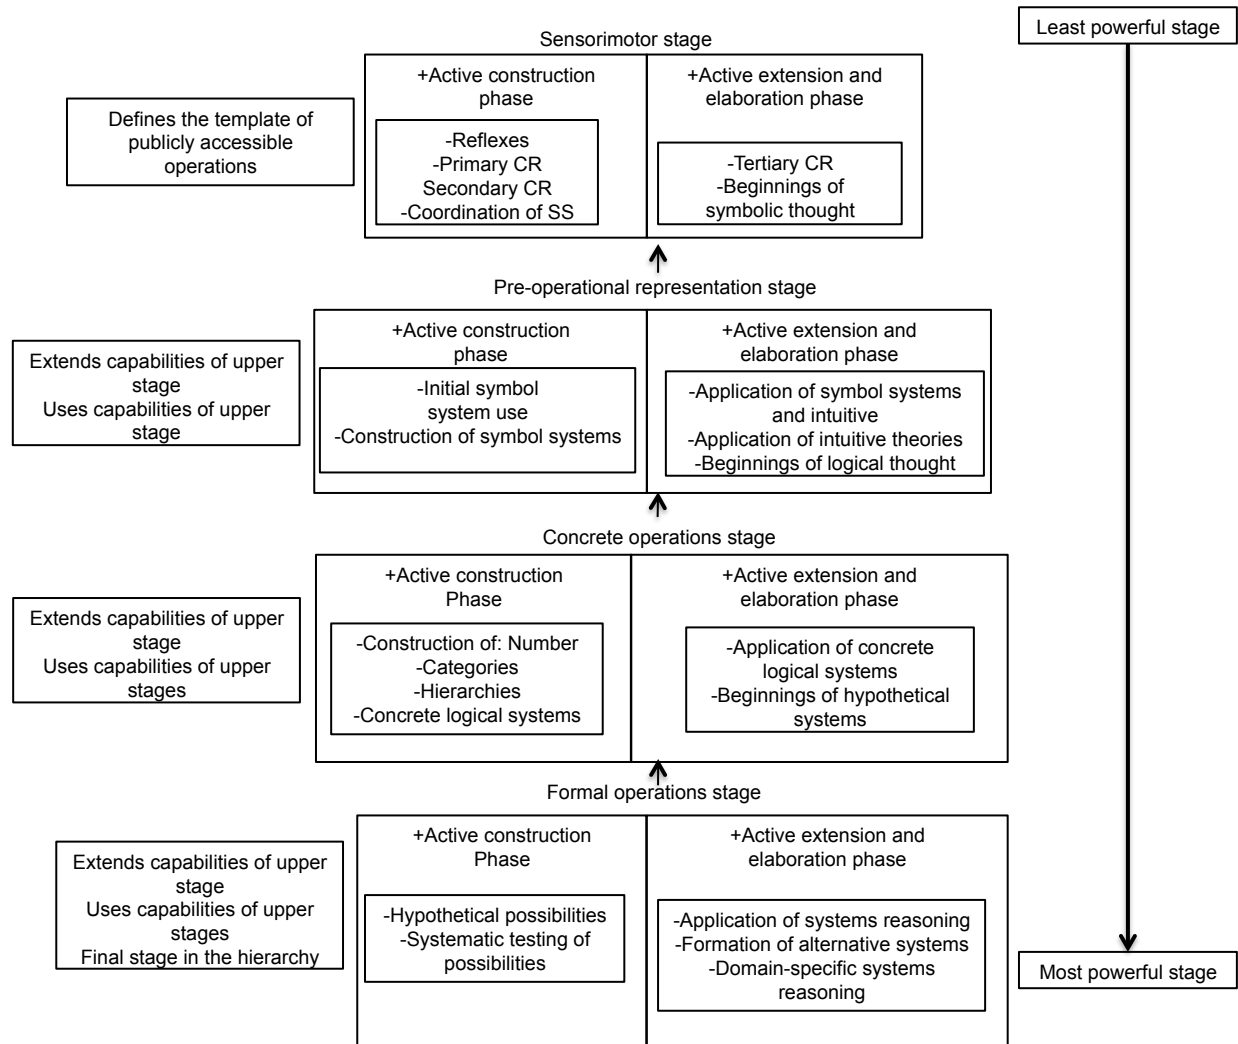 Least powerful stage
Sensorimotor stage
Defines the template of
publicly accessible
operations
+Active construction
phase
-Reflexes
-Primary CR
Secondary CR
-Coordination of SS
+Active extension and
elaboration phase
-Tertiary CR
-Beginnings of
symbolic thought
Pre-operational representation stage
Extends capabilities of upper
stage
Uses capabilities of upper
stage
+Active construction
phase
-Initial symbol
system use
-Construction of symbol systems
+Active extension and
elaboration phase
-Application of symbol systems
and intuitive
-Application of intuitive theories
-Beginnings of logical thought
Concrete operations stage
Extends capabilities of upper
stage
Uses capabilities of upper
stages
+Active construction
Phase
-Construction of: Number
-Categories
-Hierarchies
-Concrete logical systems
+Active extension and
elaboration phase
-Application of concrete
logical systems
-Beginnings of hypothetical
systems
Formal operations stage
Extends capabilities of upper
stage
Uses capabilities of upper
stages
Final stage in the hierarchy
+Active construction
Phase
-Hypothetical possibilities
-Systematic testing of
possibilities
+Active extension and
elaboration phase
-Application of systems reasoning
-Formation of alternative systems
-Domain-specific systems
reasoning
Most powerful stage